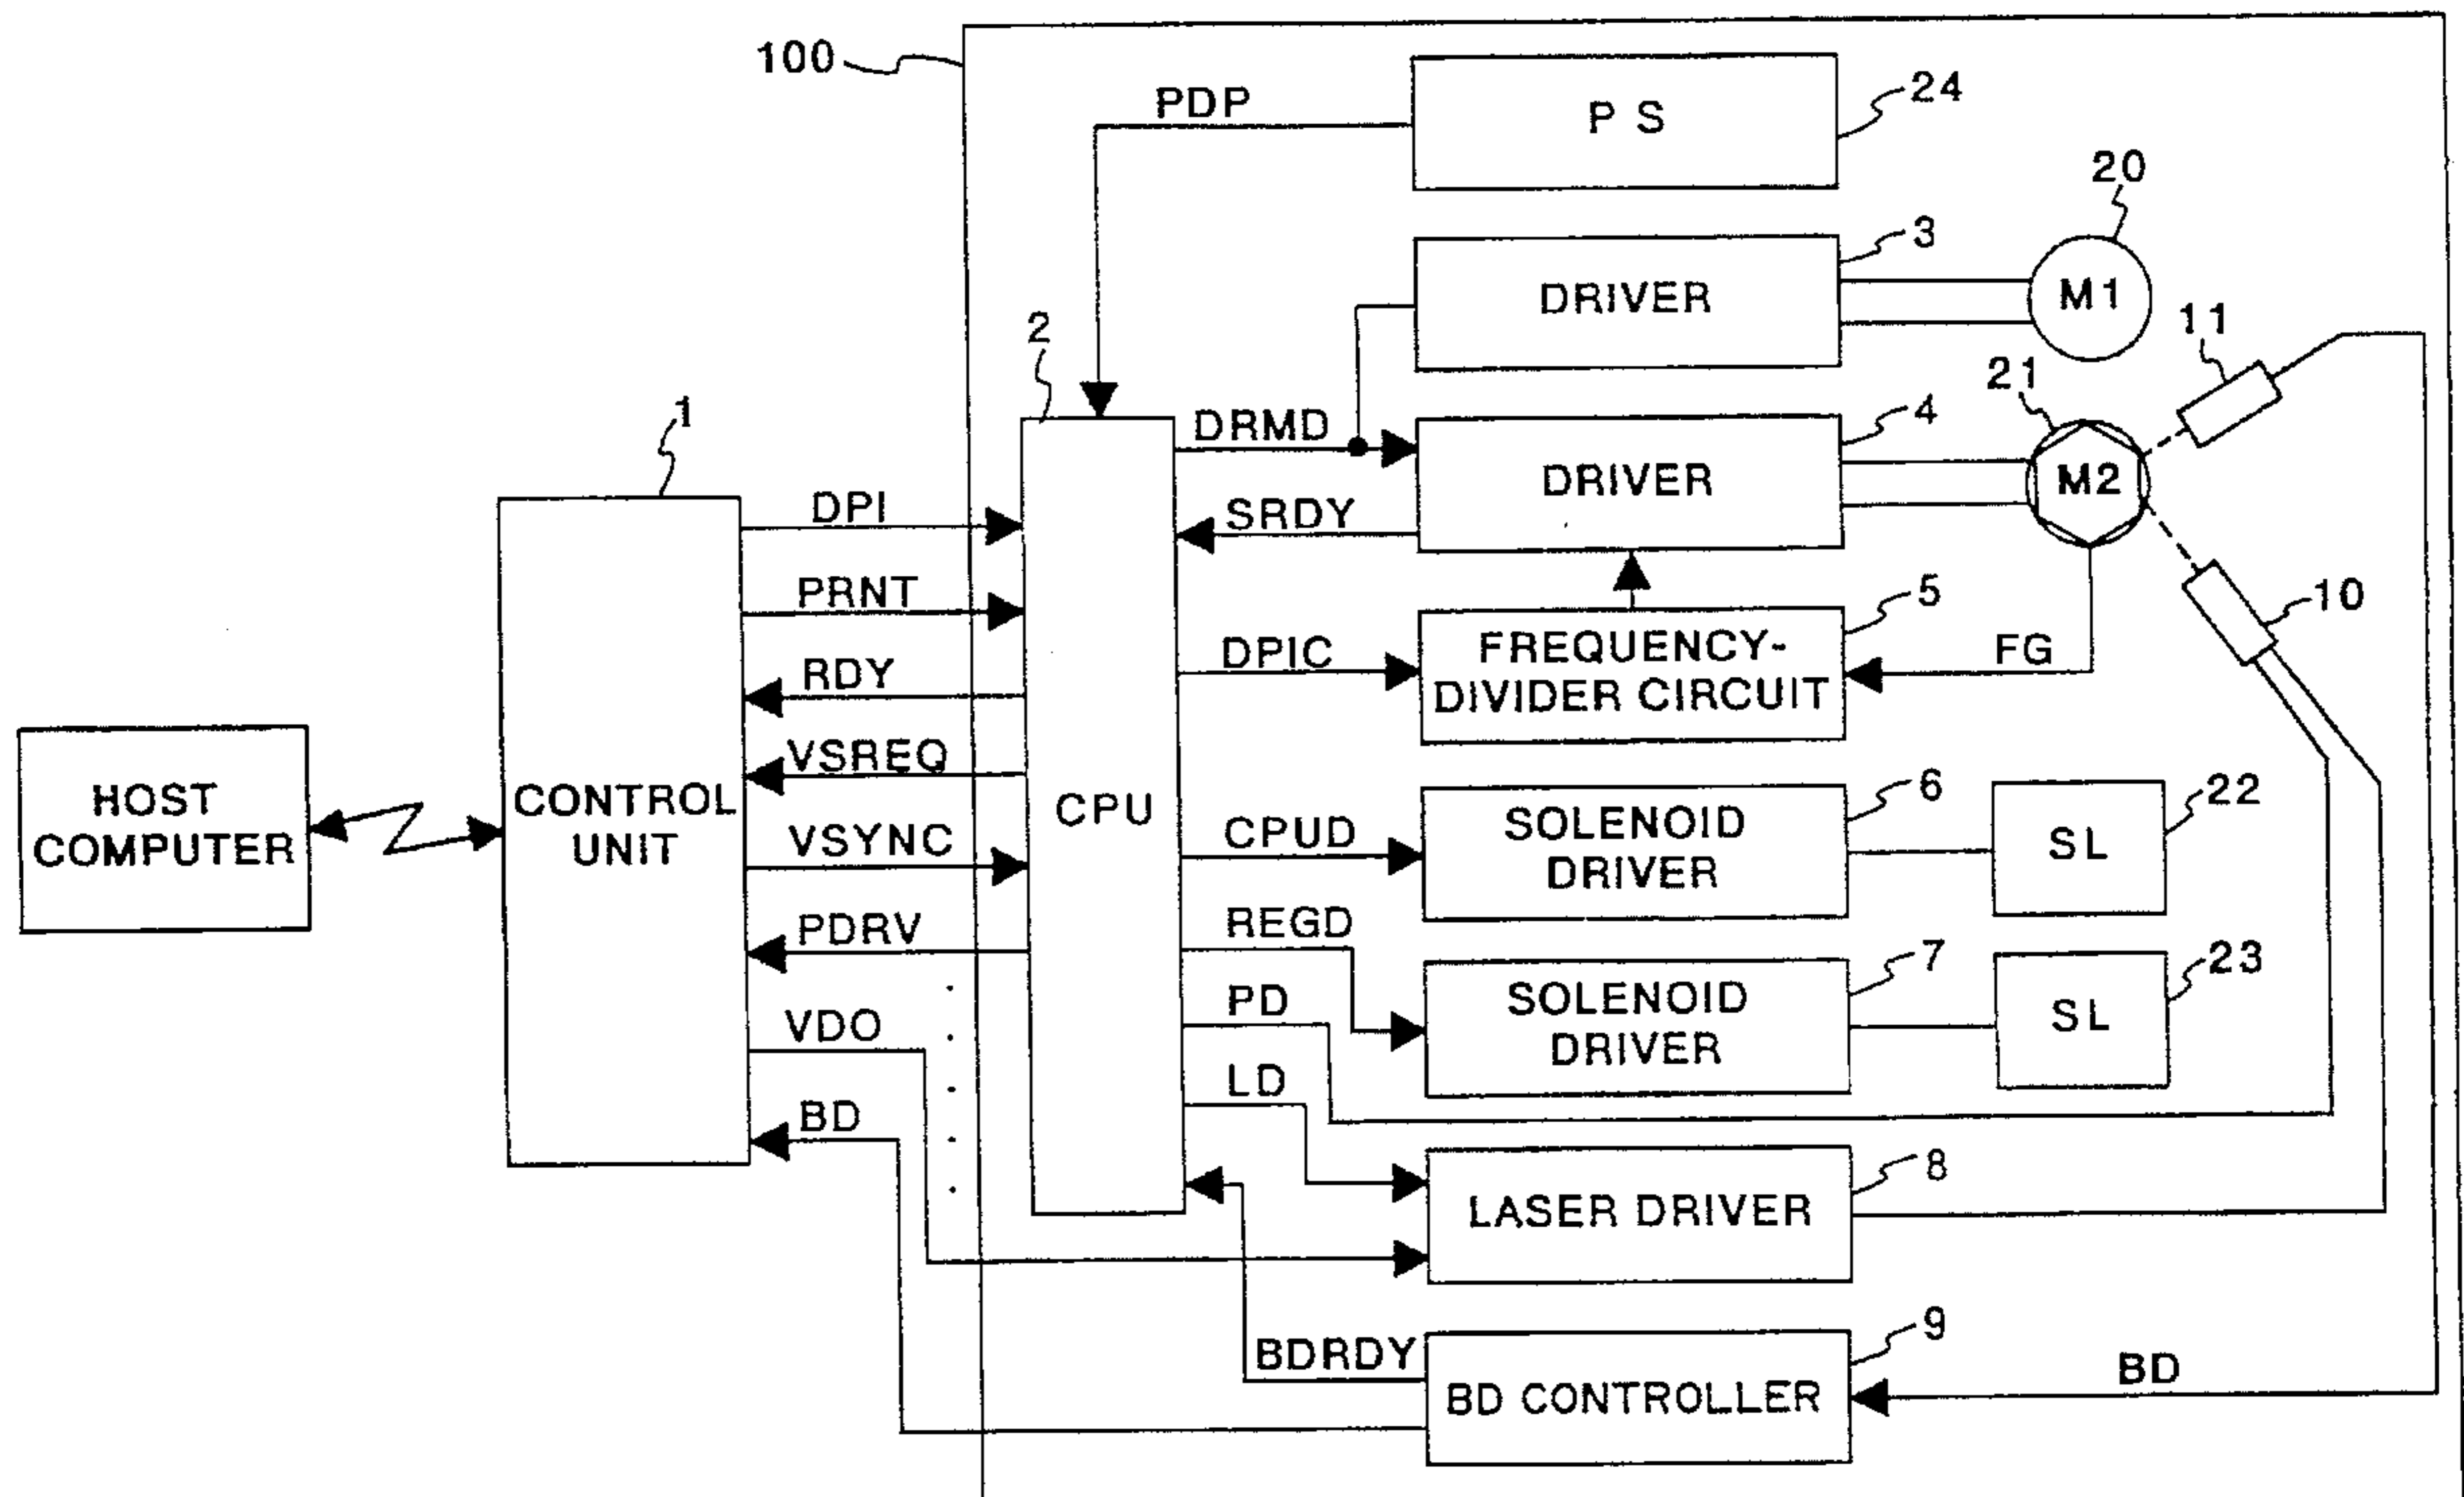 100
PDP
P S
24
20
3
DRIVER
M1
11
2
21
1
DRMD
4
DRIVER
M2
DPI
SRDY
PRNT
5
10
DPIC
FREQUENCY-
DIVIDER CIRCUIT
FG
RDY
VSREQ
HOST
COMPUTER
CONTROL
UNIT
CPU
6
22
CPUD
SOLENOID
DRIVER
SL
VSYNC
PDRV
REGD
7
23
SOLENOID
DRIVER
SL
PD
VDO
LD
BD
8
LASER DRIVER
9
BDRDY
BD CONTROLLER
BD